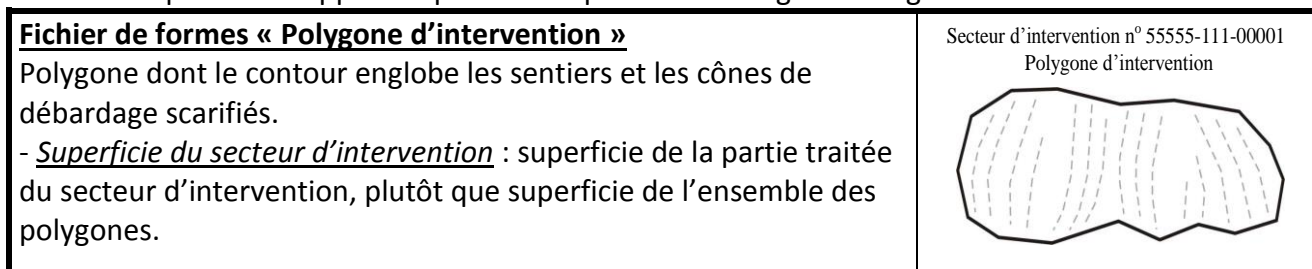 Fichier de formes « Polygone d’intervention »
Polygone dont le contour englobe les sentiers et les cônes de
débardage scarifiés.
- Superficie du secteur d’intervention : superficie de la partie traitée
du secteur d’intervention, plutôt que superficie de l’ensemble des
polygones.
Secteur d’intervention nº 55555-111-00001
Polygone d’intervention